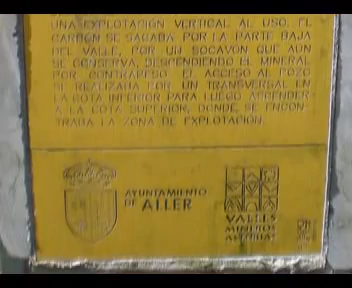 UNA EXPLOTACIÓN VERTICAL AL USO. EL
CARBÓN SE SACABA POR LA PARTE BAJA
DEL VALLE, POR UN SOCAVÓN QUE AUN
SE CONSERVA, DESPENDIENDO EL MINERAL
POR CONTRAPESO. EL ACCESO AL POZO
SE REALIZABA POR UN TRANSVERSAL EN
LA COTA INFERIOR PARA LUEGO ASCENDER
A LA COTA SUPERIOR, DONDE SE ENCON-
TRABA LA ZONA DE EXPLOTACIÓN.
AYUNTAMIENTO
DE ALLER
VALLES
MINEROS
ASTURIAS